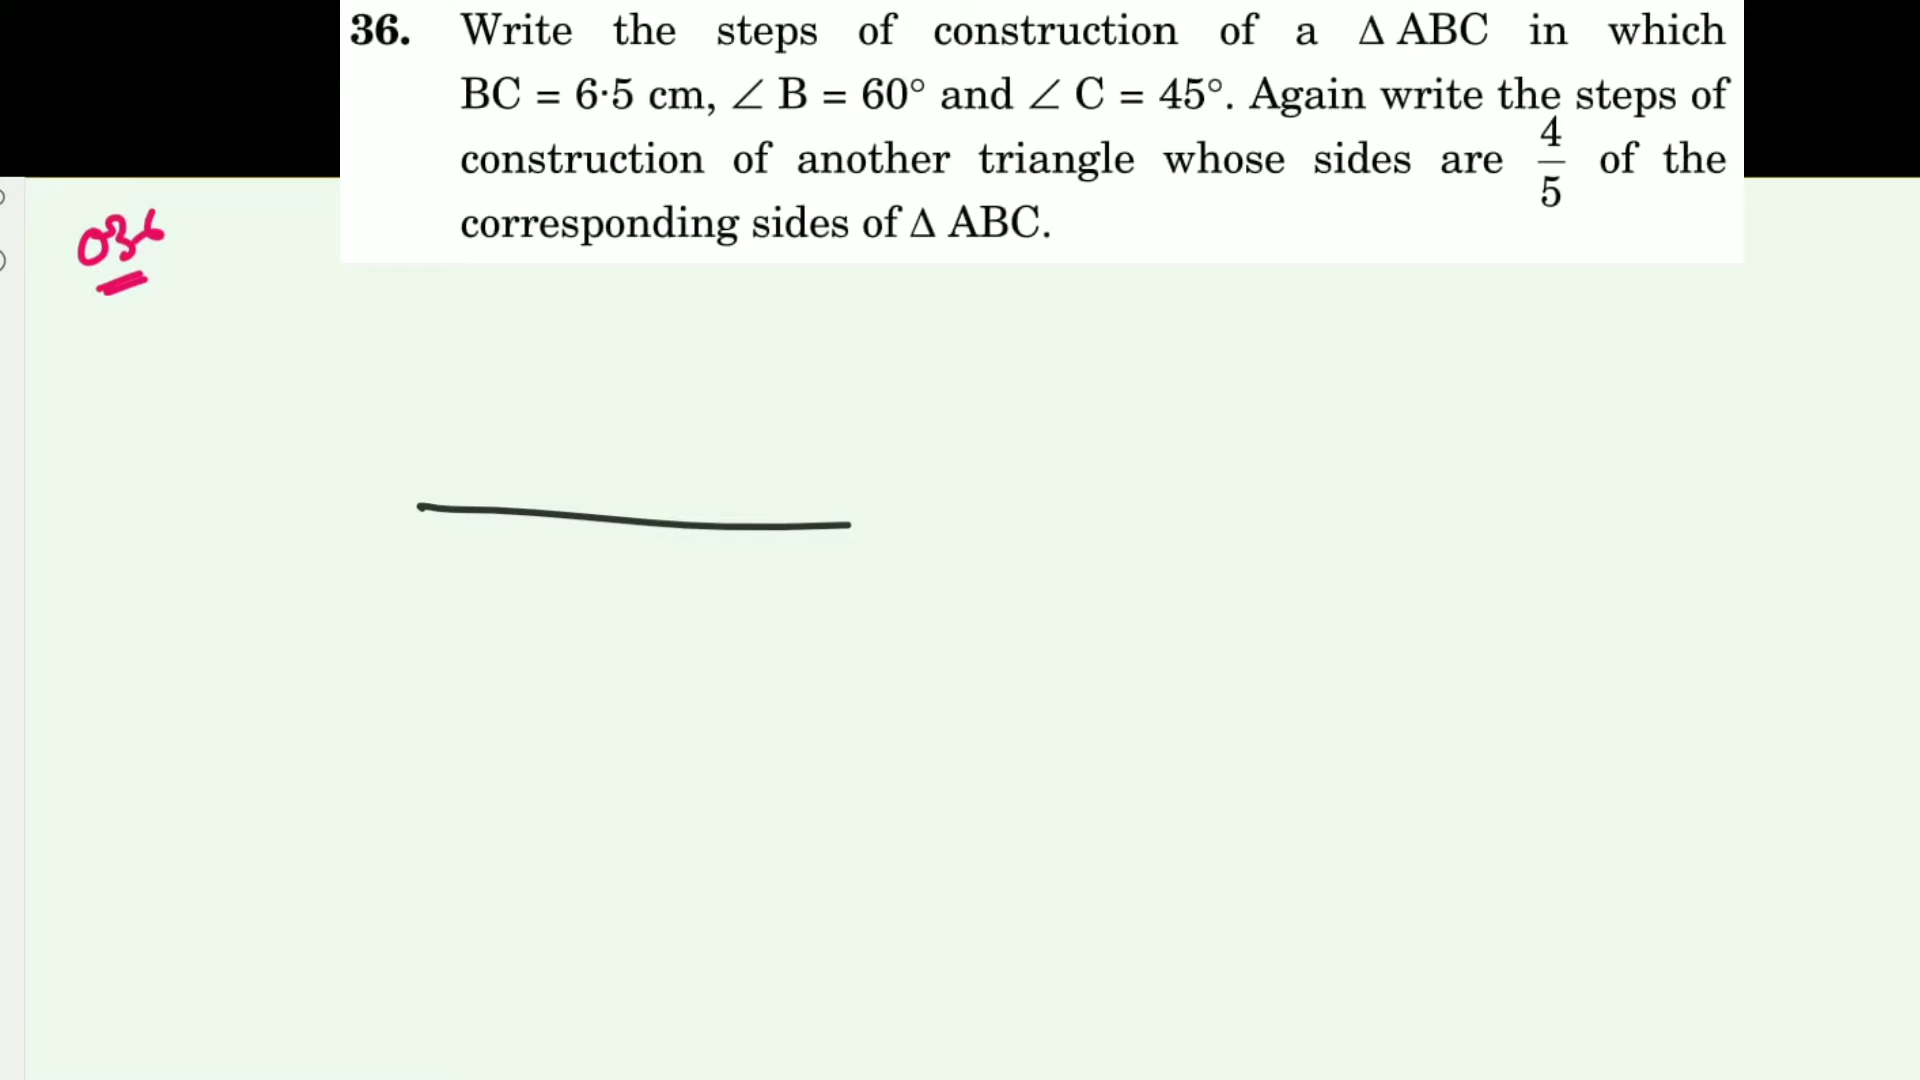 36. Write the steps of construction of a Δ ABC in which
BC = 6·5 cm, ∠ B = 60° and ∠ C = 45°. Again write the steps of
construction of another triangle whose sides are 4/5 of the
corresponding sides of Δ ABC.
036